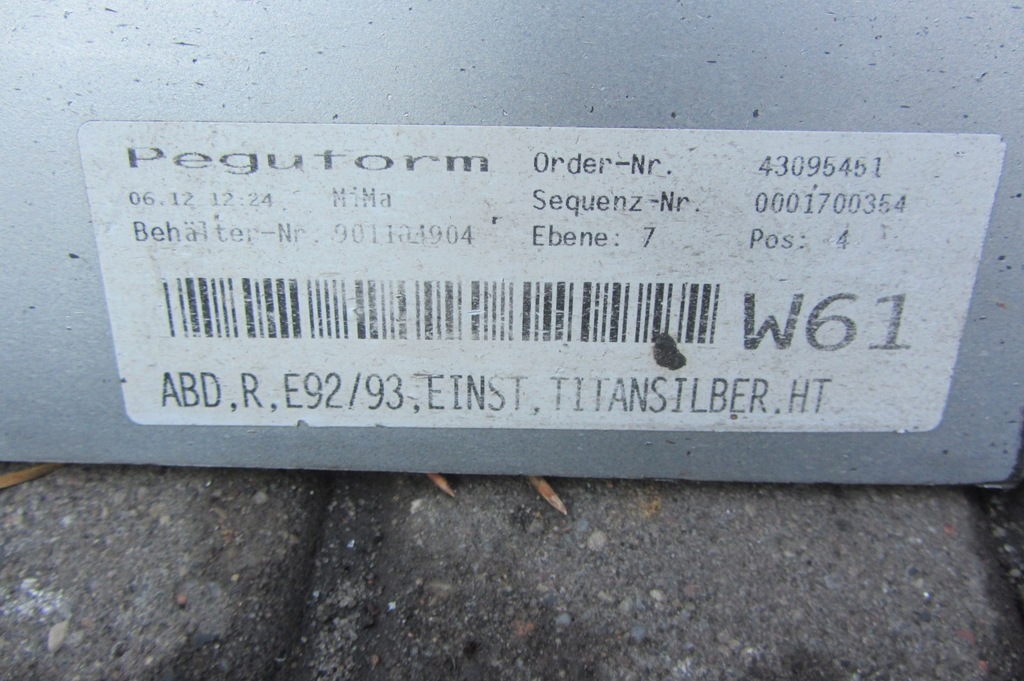 Peguform Order-Nr. 43095451
06.12 12:24 MiMa Sequenz-Nr. 0001700354
Behälter-Nr. 901104904 Ebene: 7 Pos: 4
W61
ABD,R,E92/93,EINST,TITANSILBER.HT